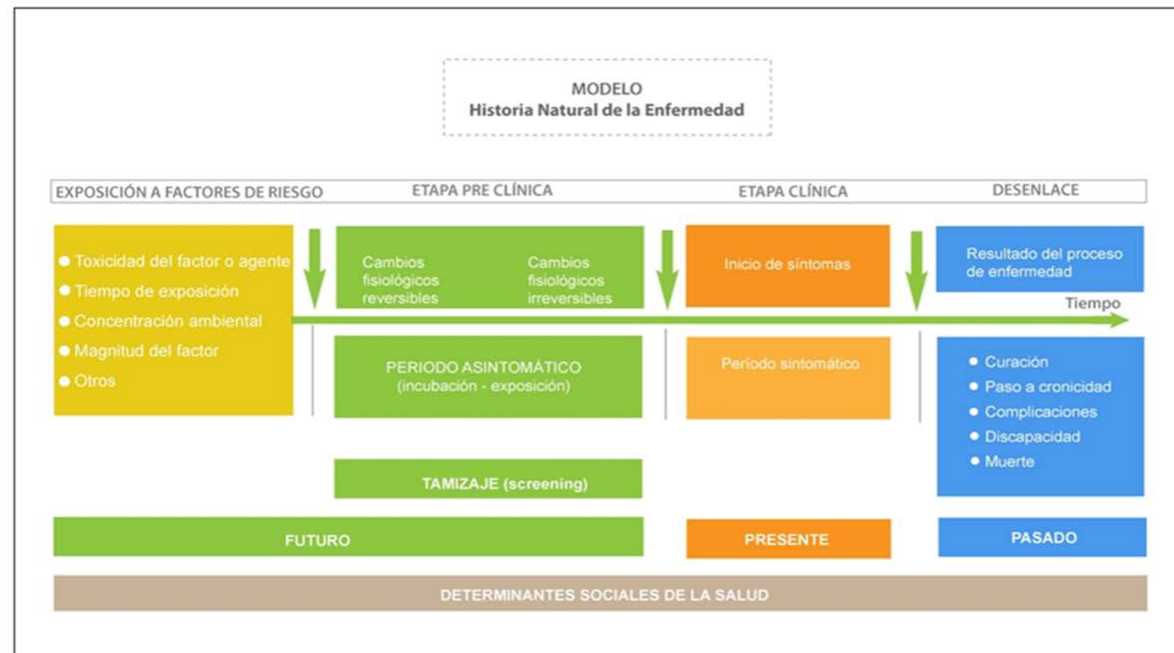 MODELO
Historia Natural de la Enfermedad
EXPOSICIÓN A FACTORES DE RIESGO
ETAPA PRE CLÍNICA
ETAPA CLÍNICA
DESENLACE
Toxicidad del factor o agente
Tiempo de exposición
Concentración ambiental
Magnitud del factor
Otros
Cambios
fisiológicos
reversibles
Cambios
fisiológicos
irreversibles
Inicio de síntomas
Resultado del proceso
de enfermedad
Tiempo
PERIODO ASINTOMÁTICO
(incubación - exposición)
Período sintomático
Curación
Paso a cronicidad
Complicaciones
Discapacidad
Muerte
TAMIZAJE (screening)
FUTURO
PRESENTE
PASADO
DETERMINANTES SOCIALES DE LA SALUD